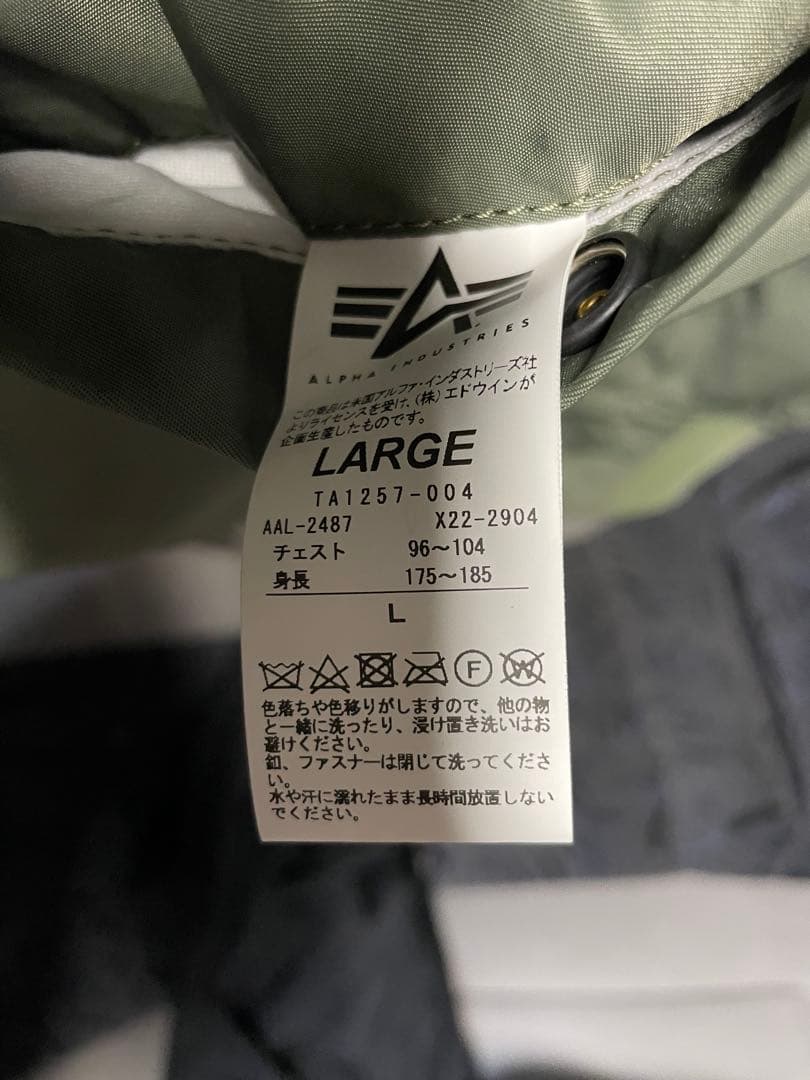 ALPHA INDUSTRIES
この商品は米国アルファ・インダストリーズ社
よりライセンスを受け、(株)エドウインが
企画生産したものです。
LARGE
TA1257-004
AAL-2487 X22-2904
チェスト 96～104
身長 175～185
L
F
W
色落ちや色移りがしますので、他の物
と一緒に洗ったり、浸け置き洗いはお
避けください。
釦、ファスナーは閉じて洗ってくださ
い。
水や汗に濡れたまま長時間放置しない
でください。